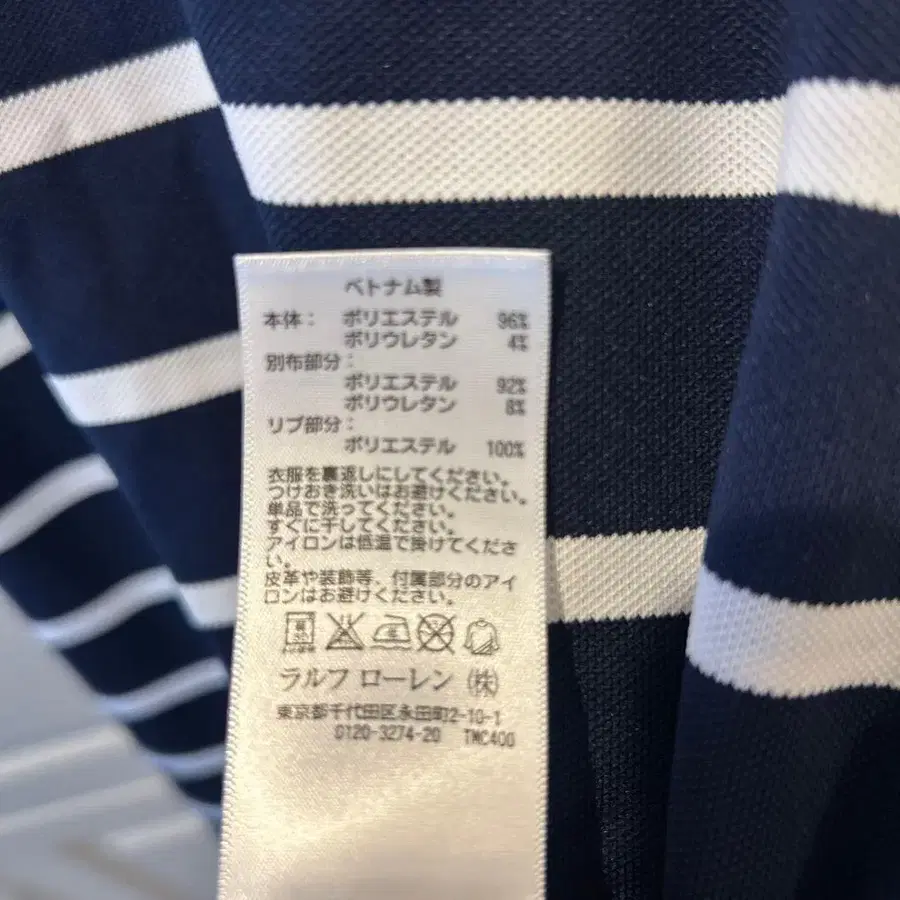 ベトナム製
本体： ポリエステル 96%
ポリウレタン 4%
別布部分：
ポリエステル 92%
ポリウレタン 8%
リブ部分：
ポリエステル 100%
衣服を裏返しにしてください。
つけおき洗いはお避けください。
単品で洗ってください。
すぐに干してください。
アイロンは低温で掛けてくださ
い。
皮革や装飾等、付属部分のアイ
ロンはお避けください。
ラルフ ローレン ㈱
東京都千代田区永田町2-10-1
0120-3274-20 TMC400